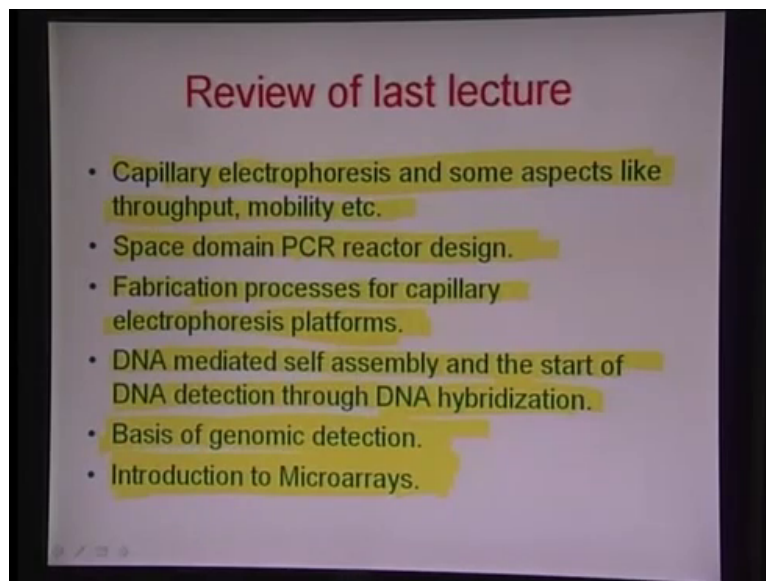 Review of last lecture
• Capillary electrophoresis and some aspects like
throughput, mobility etc.
• Space domain PCR reactor design.
• Fabrication processes for capillary
electrophoresis platforms.
• DNA mediated self assembly and the start of
DNA detection through DNA hybridization.
• Basis of genomic detection.
• Introduction to Microarrays.